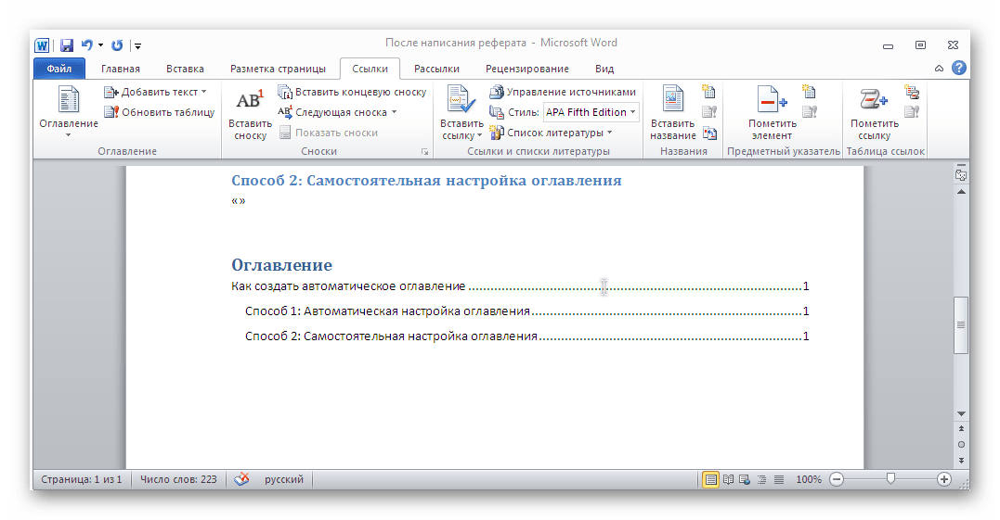 После написания реферата - Microsoft Word
Файл Главная Вставка Разметка страницы Ссылки Рассылки Рецензирование Вид
Оглавление
Добавить текст
Обновить таблицу
Оглавление
AB1
Вставить сноску
Вставить концевую сноску
AB Следующая сноска
Показать сноски
Сноски
Вставить ссылку
Управление источниками
Стиль: APA Fifth Edition
Список литературы
Ссылки и списки литературы
Вставить название
Названия
Пометить элемент
Предметный указатель
Пометить ссылку
Таблица ссылок
Способ 2: Самостоятельная настройка оглавления
«»
Оглавление
Как создать автоматическое оглавление 1
Способ 1: Автоматическая настройка оглавления 1
Способ 2: Самостоятельная настройка оглавления 1
Страница: 1 из 1 Число слов: 223 русский 100%